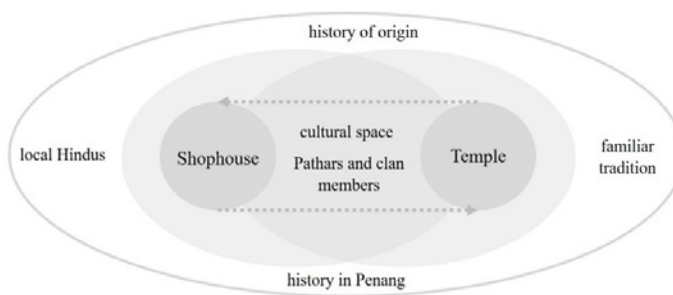 history of origin
local Hindus
Shophouse
cultural space
Pathars and clan
members
Temple
familiar
tradition
history in Penang